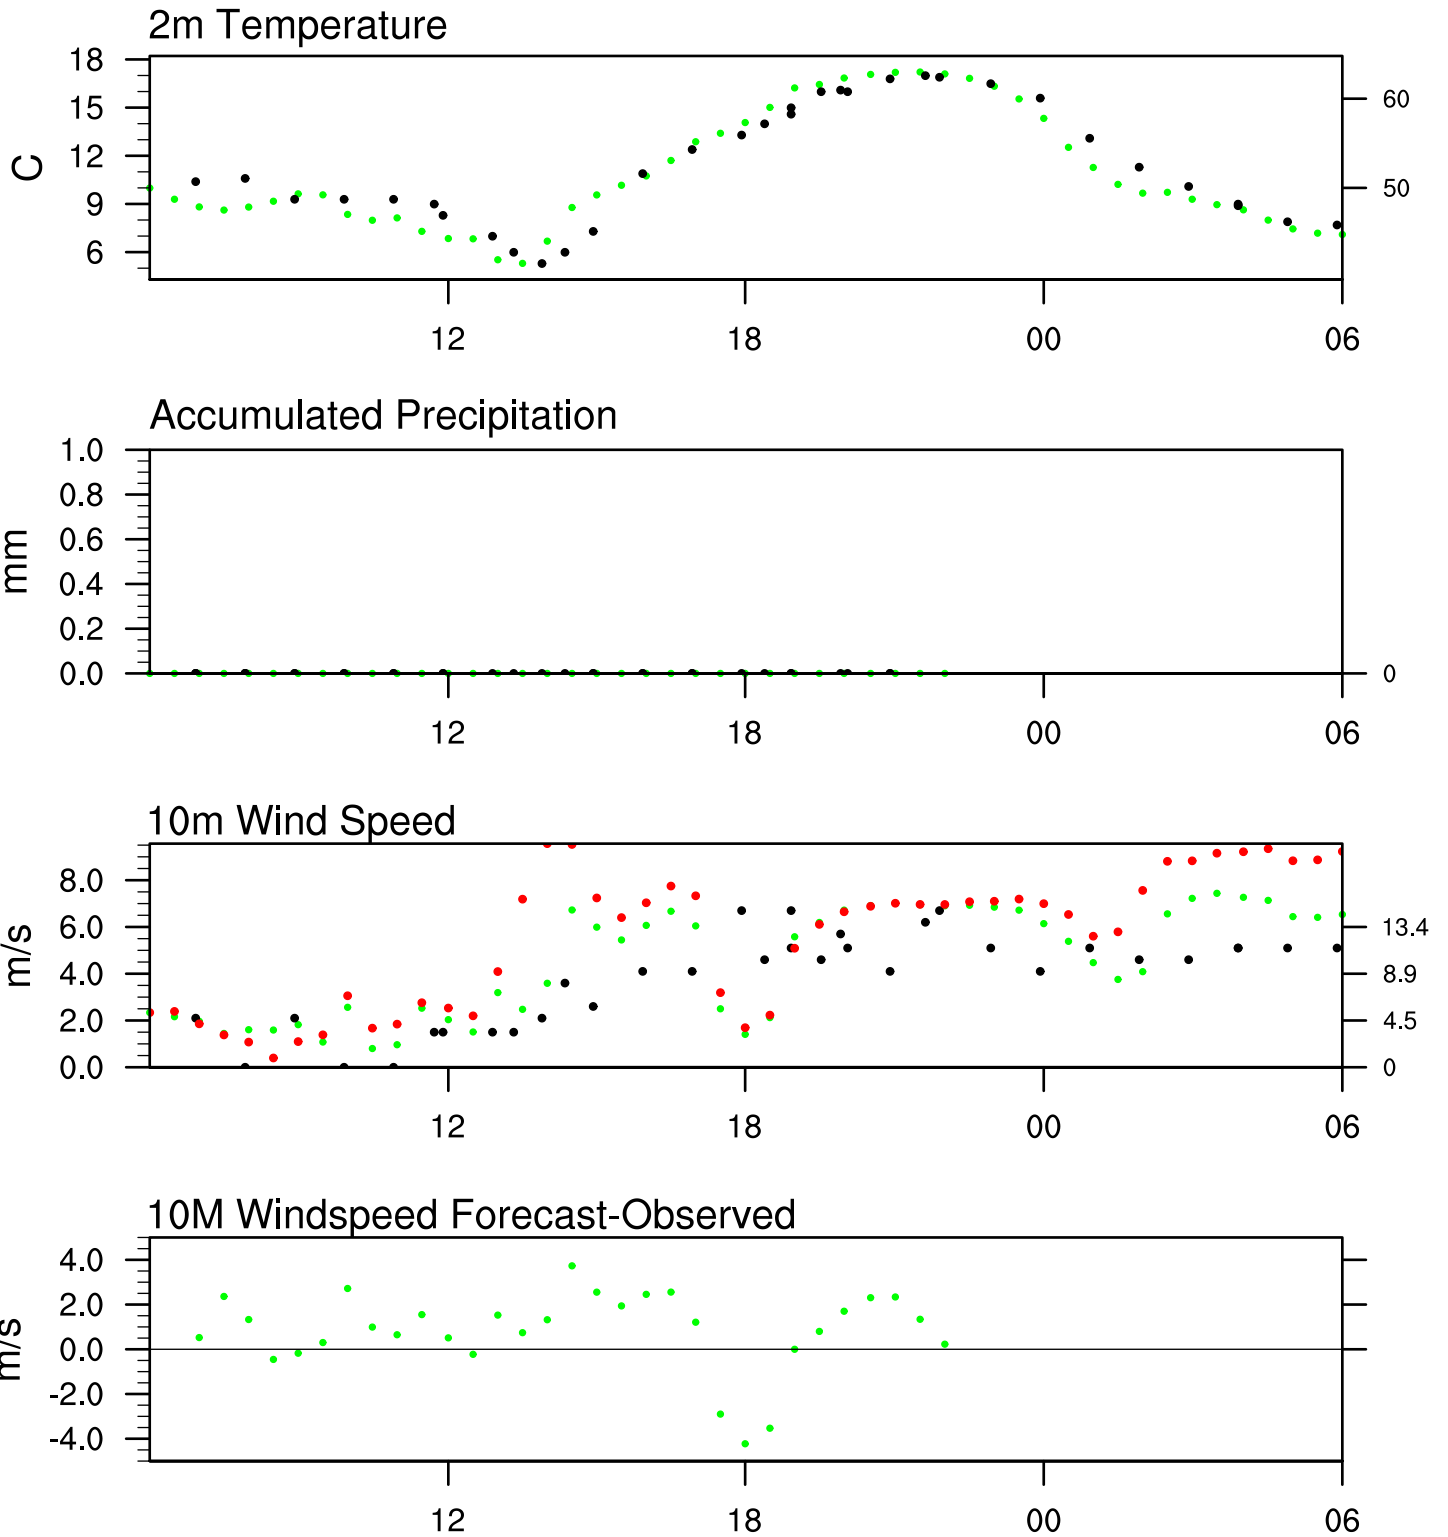 2m Temperature
18
15
12
9
6
C
60
50
12 18 00 06
Accumulated Precipitation
1.0
0.8
0.6
0.4
0.2
0.0
mm
0
12 18 00 06
10m Wind Speed
8.0
6.0
4.0
2.0
0.0
m/s
13.4
8.9
4.5
0
12 18 00 06
10M Windspeed Forecast-Observed
4.0
2.0
0.0
-2.0
-4.0
m/s
12 18 00 06